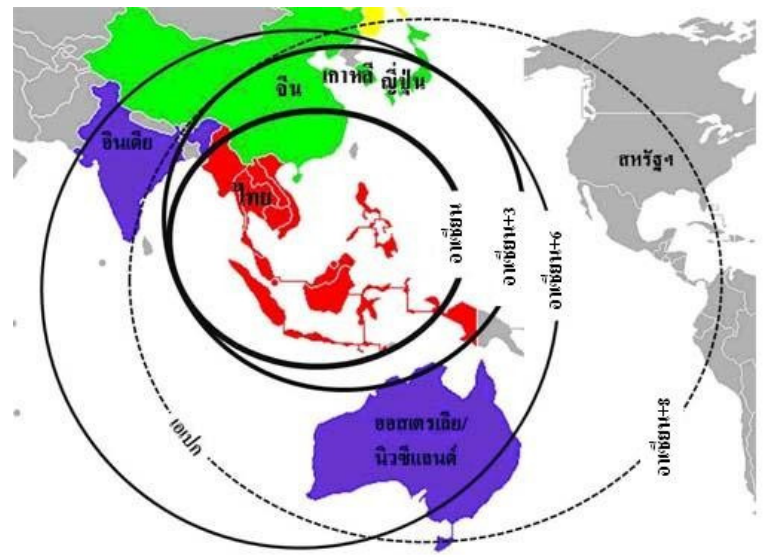 เกาหลี ญี่ปุ่น
จีน
อินเดีย
สหรัฐฯ
ไทย
อาเซียน
อาเซียน+3
อาเซียน+6
อาเซียน+8
เอเปก
ออสเตรเลีย/
นิวซีแลนด์